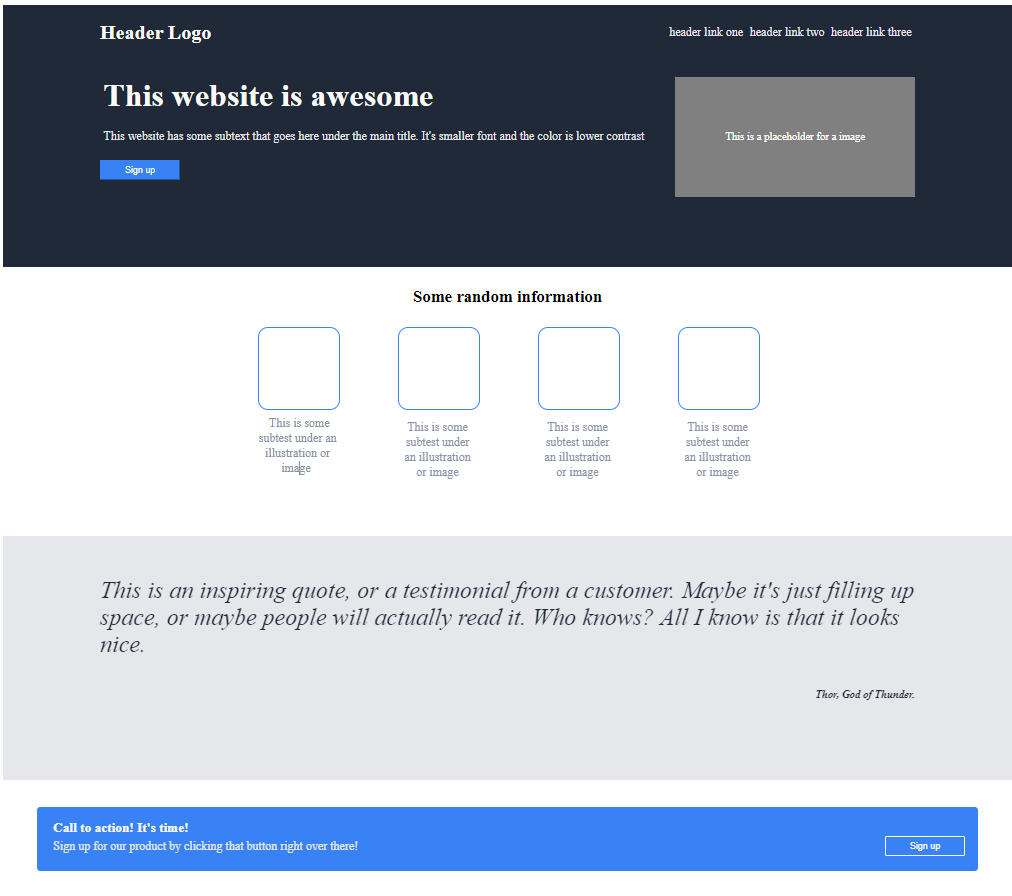 Header Logo
header link one header link two header link three
This website is awesome
This website has some subtext that goes here under the main title. It's smaller font and the color is lower contrast
Sign up
This is a placeholder for a image
Some random information
This is some
subtest under an
illustration or
image
This is some
subtest under
an illustration
or image
This is some
subtest under
an illustration
or image
This is some
subtest under
an illustration
or image
This is an inspiring quote, or a testimonial from a customer. Maybe it's just filling up
space, or maybe people will actually read it. Who knows? All I know is that it looks
nice.
Thor, God of Thunder.
Call to action! It's time!
Sign up for our product by clicking that button right over there!
Sign up